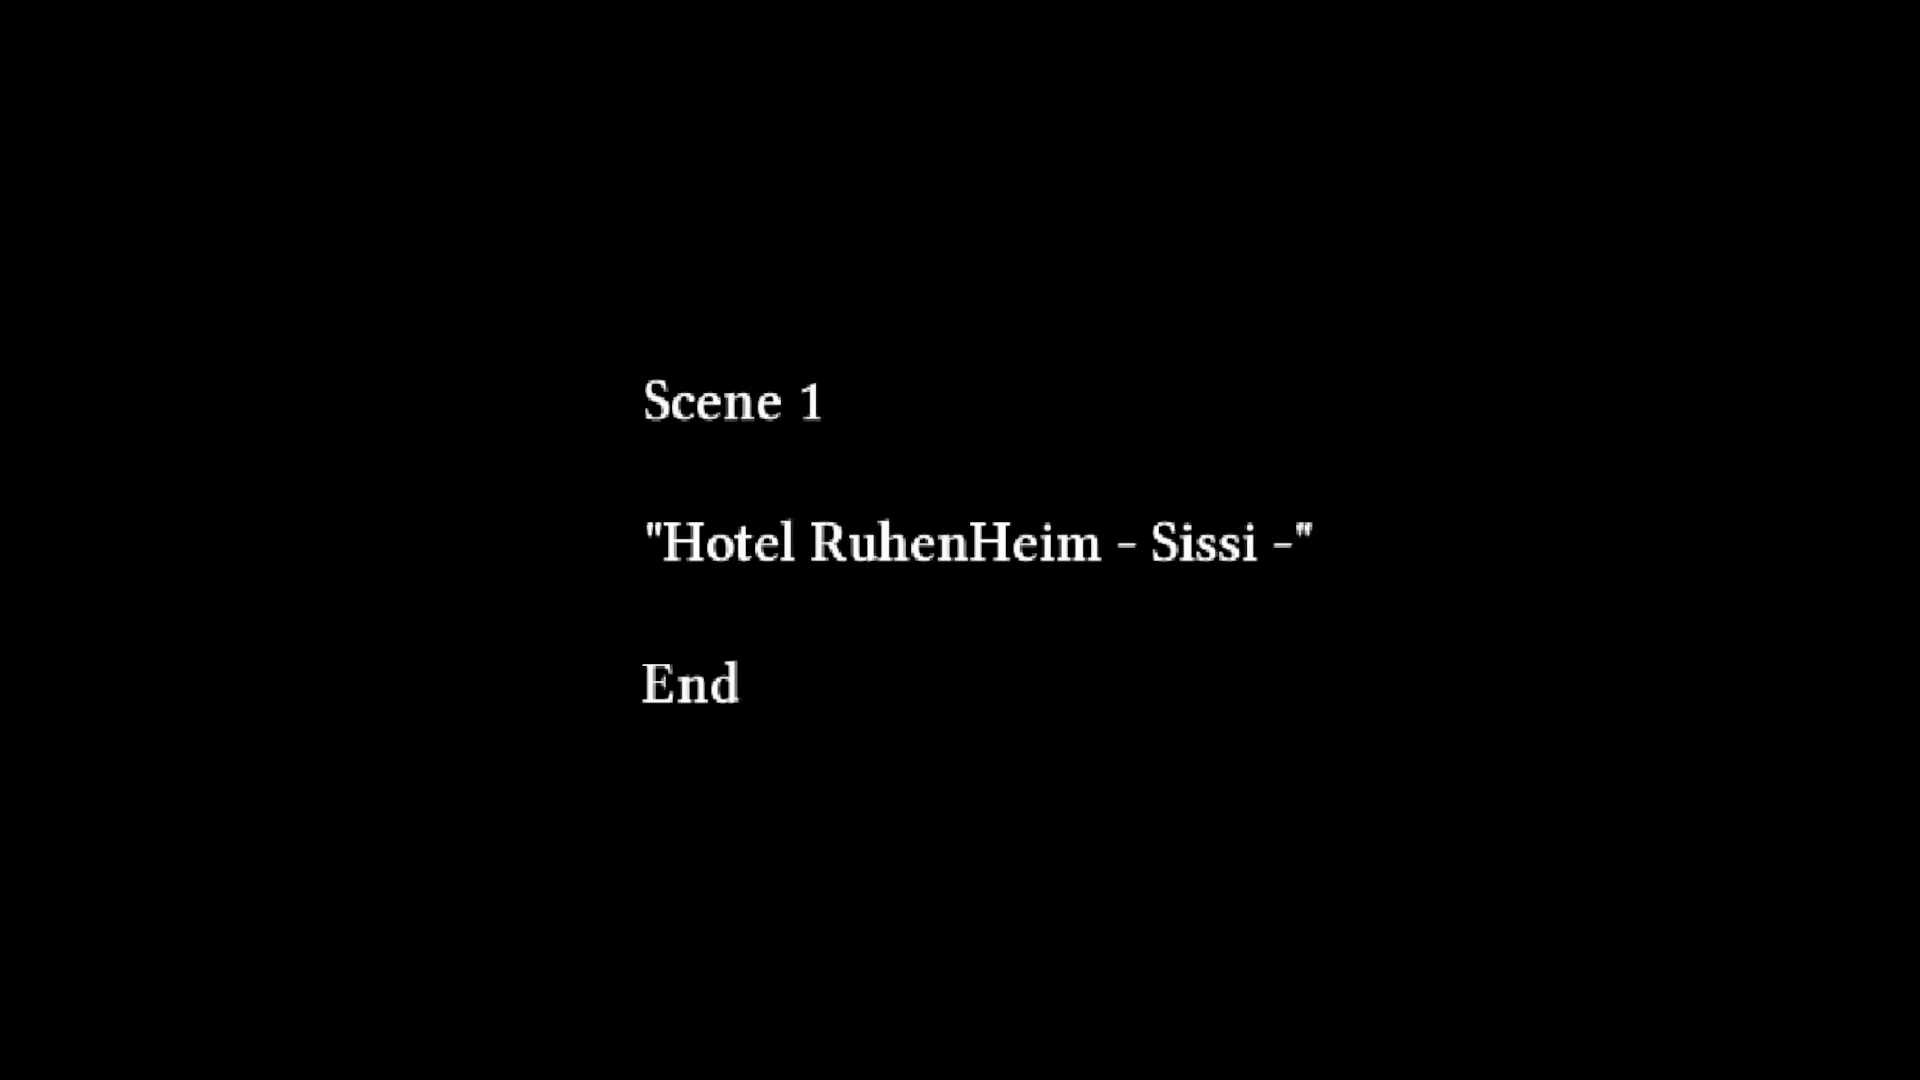 Scene 1
"Hotel RuhenHeim - Sissi -"
End